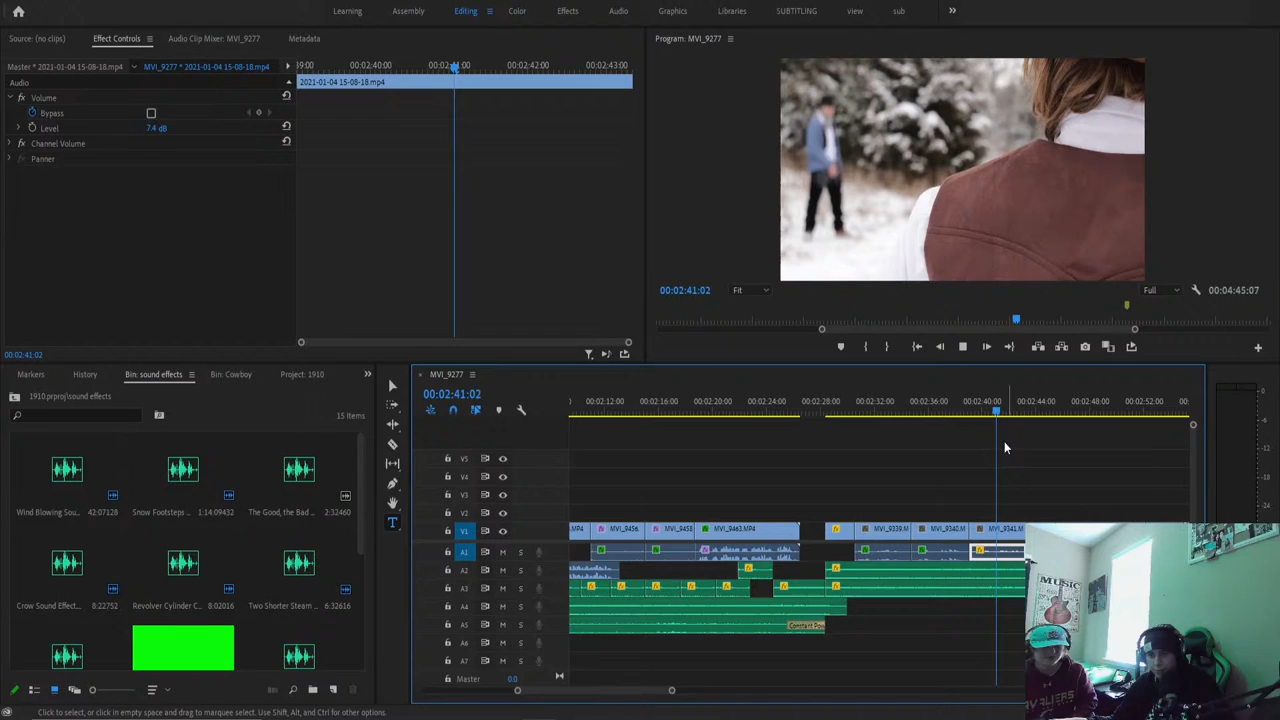 Learning Assembly Editing Color Effects Audio Graphics Libraries SUBTITLING view sub
Source: (no clips) Effect Controls Audio Clip Mixer: MVI_9277 Metadata
Program: MVI_9277
Master * 2021-01-04 15-08-18.mp4 MVI_9277 * 2021-01-04 15-08-18.mp4
:39:00 00:02:40:00 00:02:41:00 00:02:42:00 00:02:43:00
Audio
2021-01-04 15-08-18.mp4
fx Volume
Bypass
Level 7.4 dB
Channel Volume
fx Panner
00:02:41:02 Fit Full 00:04:45:07
00:02:41:02
Markers History Bin: sound effects Bin: Cowboy Project: 1910
1910.prproj\sound effects
15 Items
Wind Blowing Sou... 42:07128 Snow Footsteps ... 1:14:09432 The Good, the Bad ... 2:32460
Crow Sound Effect... 8:22752 Revolver Cylinder C... 8:02016 Two Shorter Steam ... 6:32616
MVI_9277
00:02:41:02
00:02:12:00 00:02:16:00 00:02:20:00 00:02:24:00 00:02:28:00 00:02:32:00 00:02:36:00 00:02:40:00 00:02:44:00 00:02:48:00 00:02:52:00 00:
V5
V4
V3
V2
V1 .MP4 MVI_9456. MVI_9458 MVI_9463.MP4 MVI_9339.M MVI_9340.M MVI_9341.M
A1 M S
A2 M S
A3 M S
A4 M S
A5 M S Constant Pow
A6 M S
A7 M S
Master 0.0
0
-6
-12
-18
-24
-30
MUSIC
Click to select, or click in empty space and drag to marquee select. Use Shift, Alt, and Ctrl for other options.